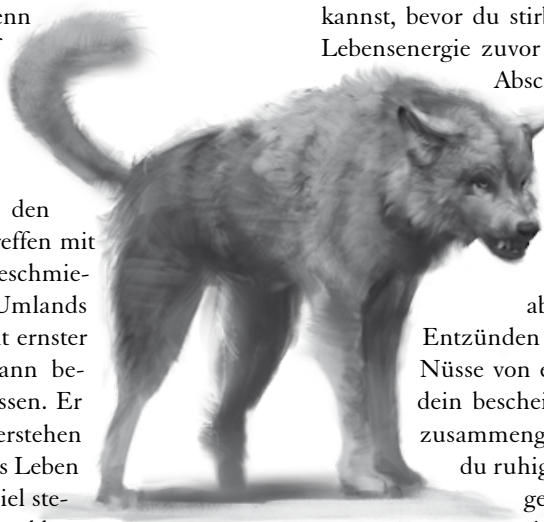 enn
kannst, bevor du stirb
Lebensenergie zuvor
Absc
den
effen mit
eschmie-
Umlands
t ernster
ann be-
ssen. Er
erstehen
s Leben
iel ste-
ab
Entzünden
Nüsse von e
dein beschei
zusammeng
du ruhig
ge